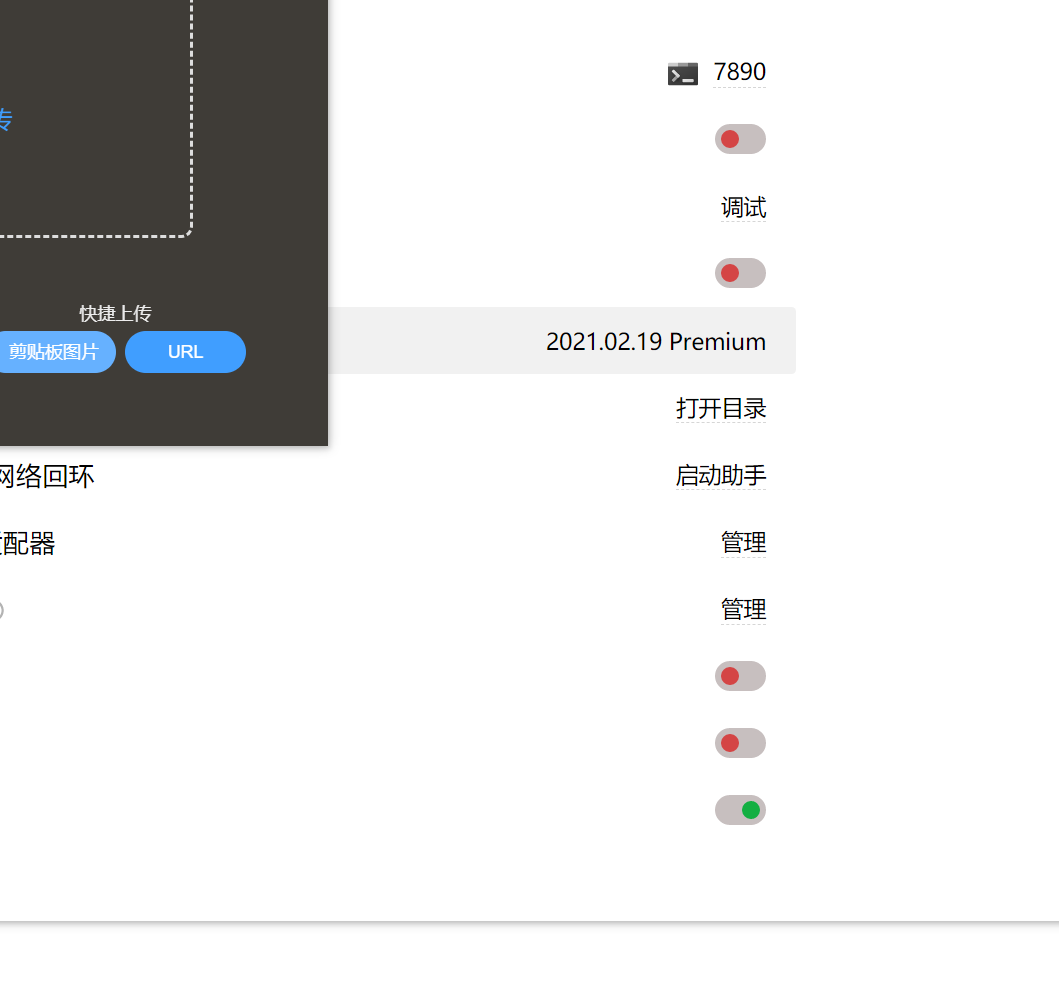 7890
传
调试
快捷上传
剪贴板图片 URL
2021.02.19 Premium
打开目录
网络回环 启动助手
配器 管理
管理